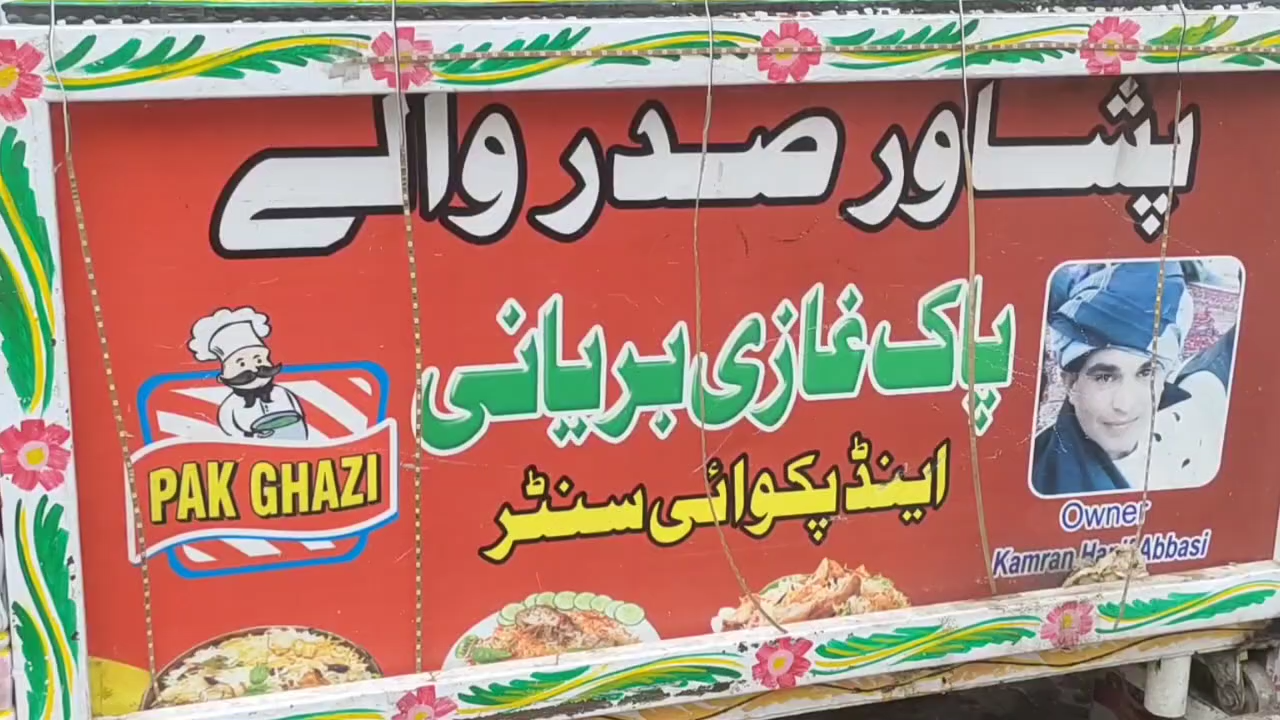 پشاور صدر والے
پاک غازی بریانی
اینڈ پکوائی سنٹر
PAK GHAZI
Owner
Kamran Hanif Abbasi